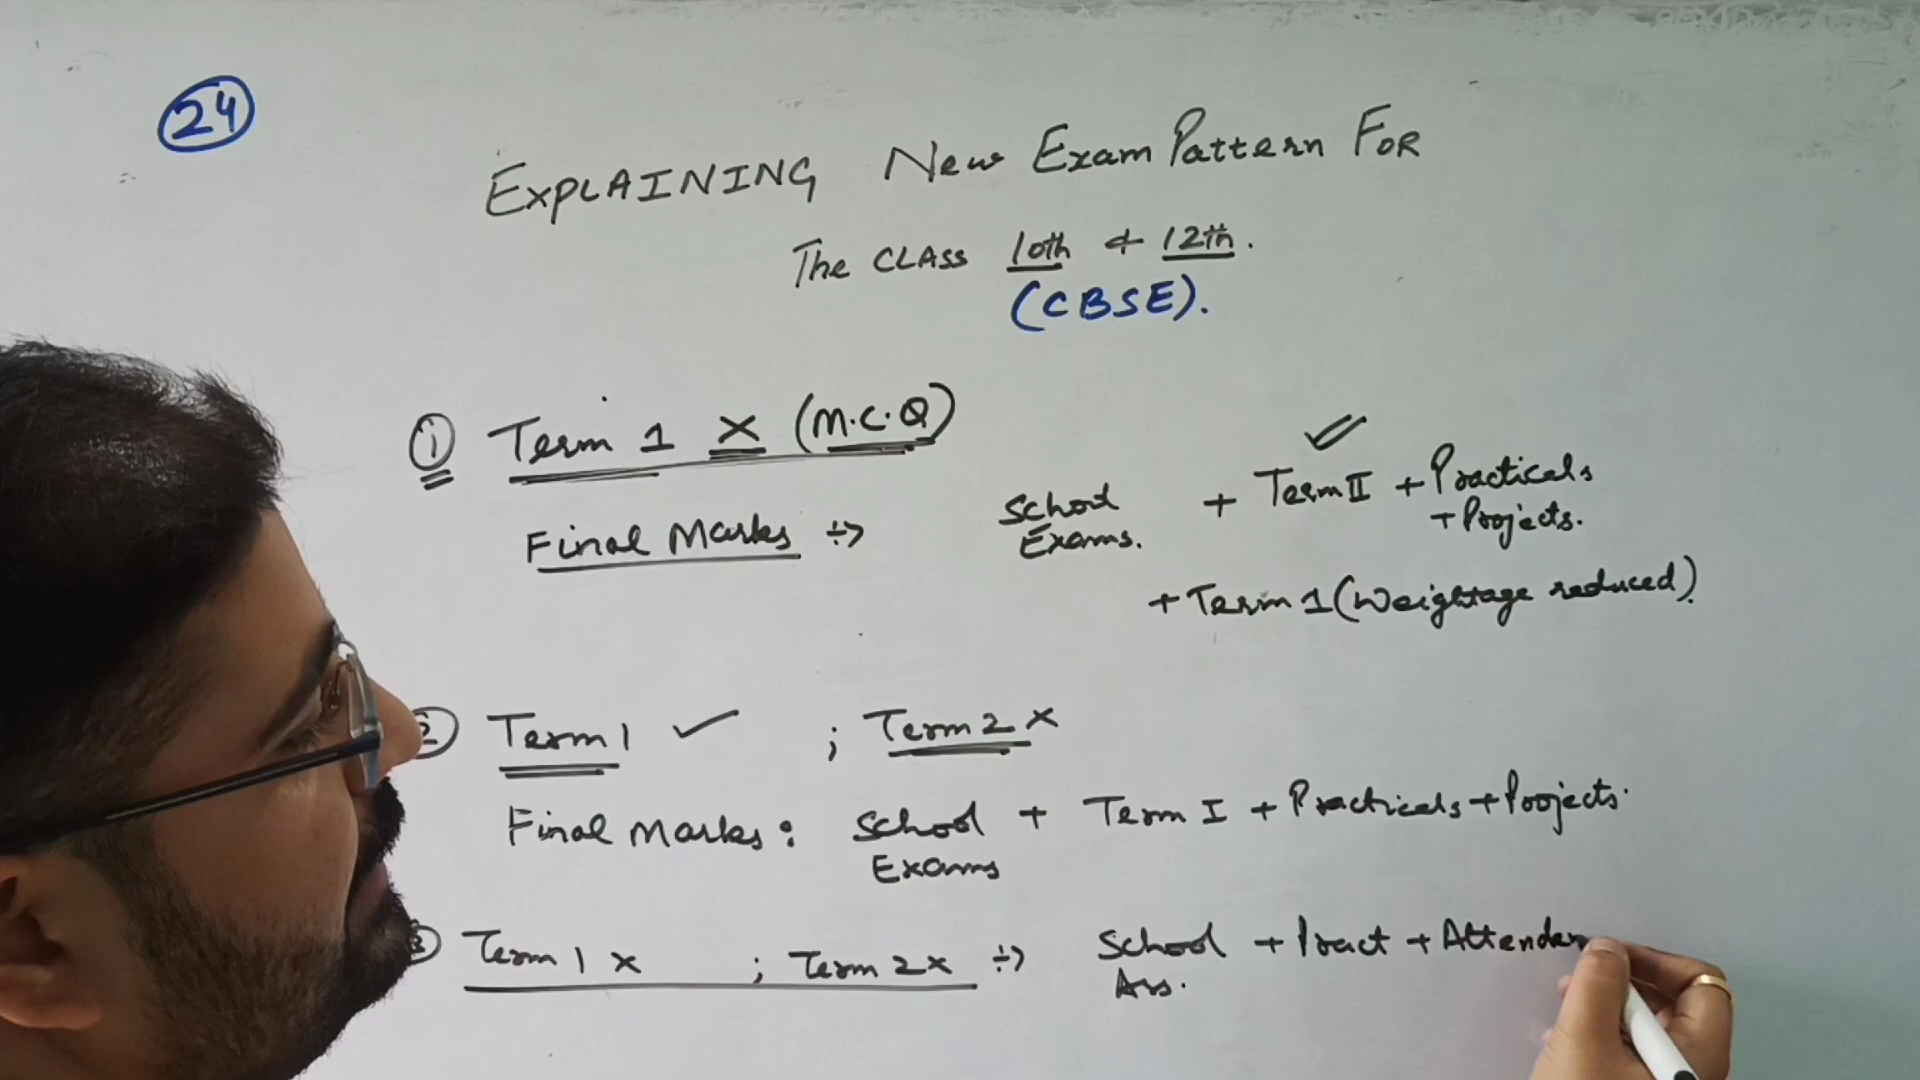 24
EXPLAINING New Exam Pattern FOR
The CLASS 10th & 12th.
(CBSE).
1 Term 1 X (M.C.Q)
Final Marks ÷> School Exams. + Term II + Practicals + Projects.
+ Term 1 (Weightage reduced).
2 Term 1 ✓ ; Term 2 X
Final Marks: School Exams + Term I + Practicals + Projects.
3 Term 1 x ; Term 2 x ÷> School Ass. + Pract + Attendan